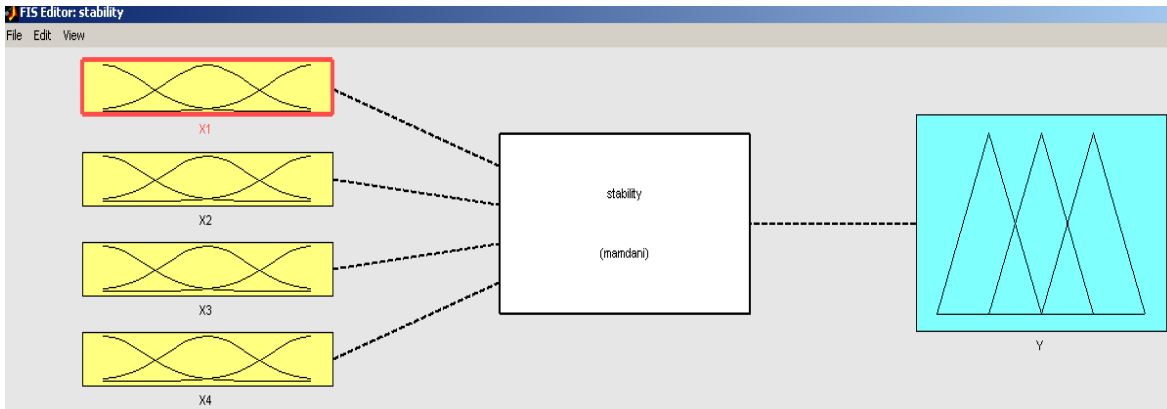 FIS Editor: stability
File Edit View
X1
X2
X3
X4
stability
(mamdani)
Y